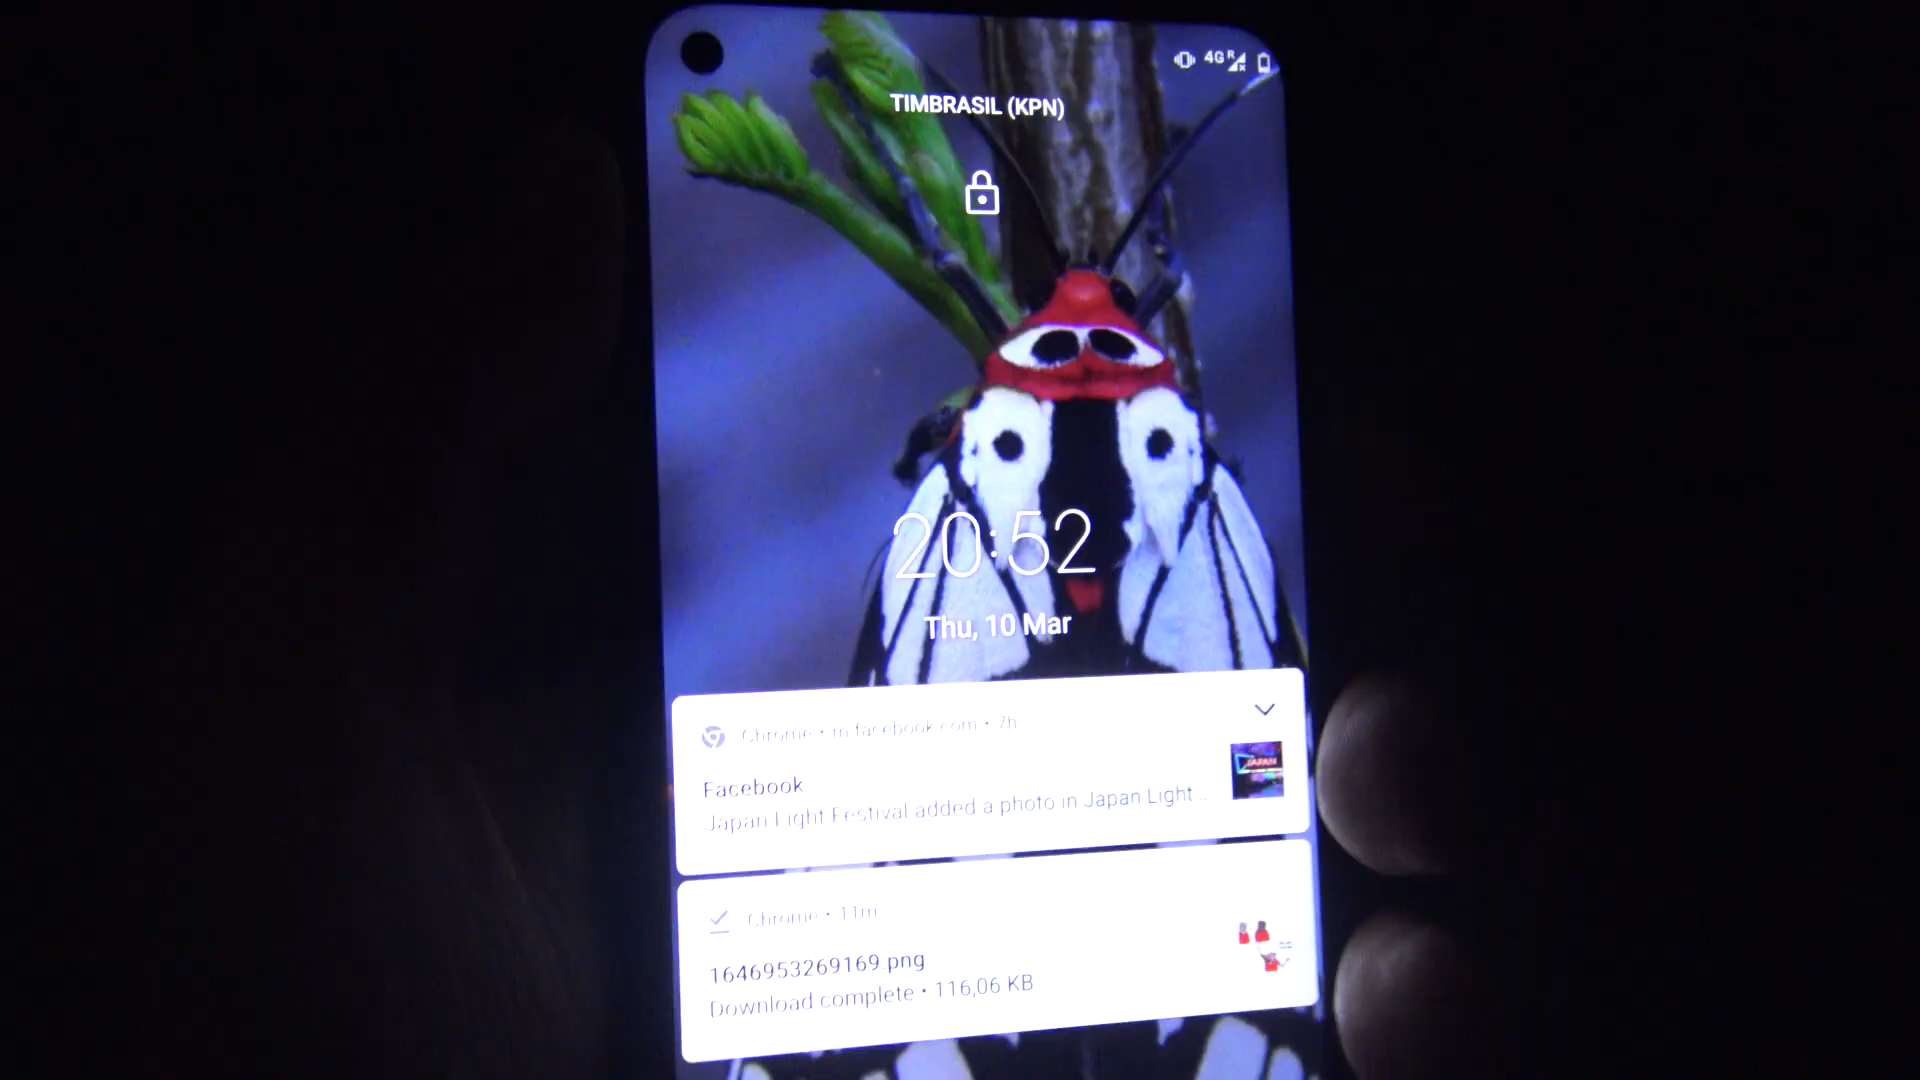 4G R
TIMBRASIL (KPN)
20:52
Thu, 10 Mar
Chrome • m.facebook.com • 7h
Facebook
Japan Light Festival added a photo in Japan Light ...
JAPAN
Chrome • 11m
1646953269169.png
Download complete • 116,06 KB